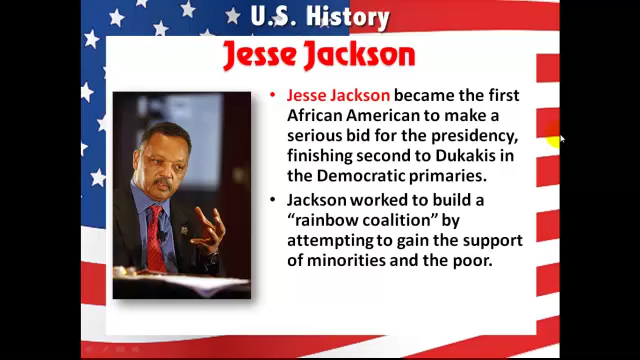 U.S. History
Jesse Jackson
• Jesse Jackson became the first
African American to make a
serious bid for the presidency,
finishing second to Dukakis in
the Democratic primaries.
• Jackson worked to build a
“rainbow coalition” by
attempting to gain the support
of minorities and the poor.